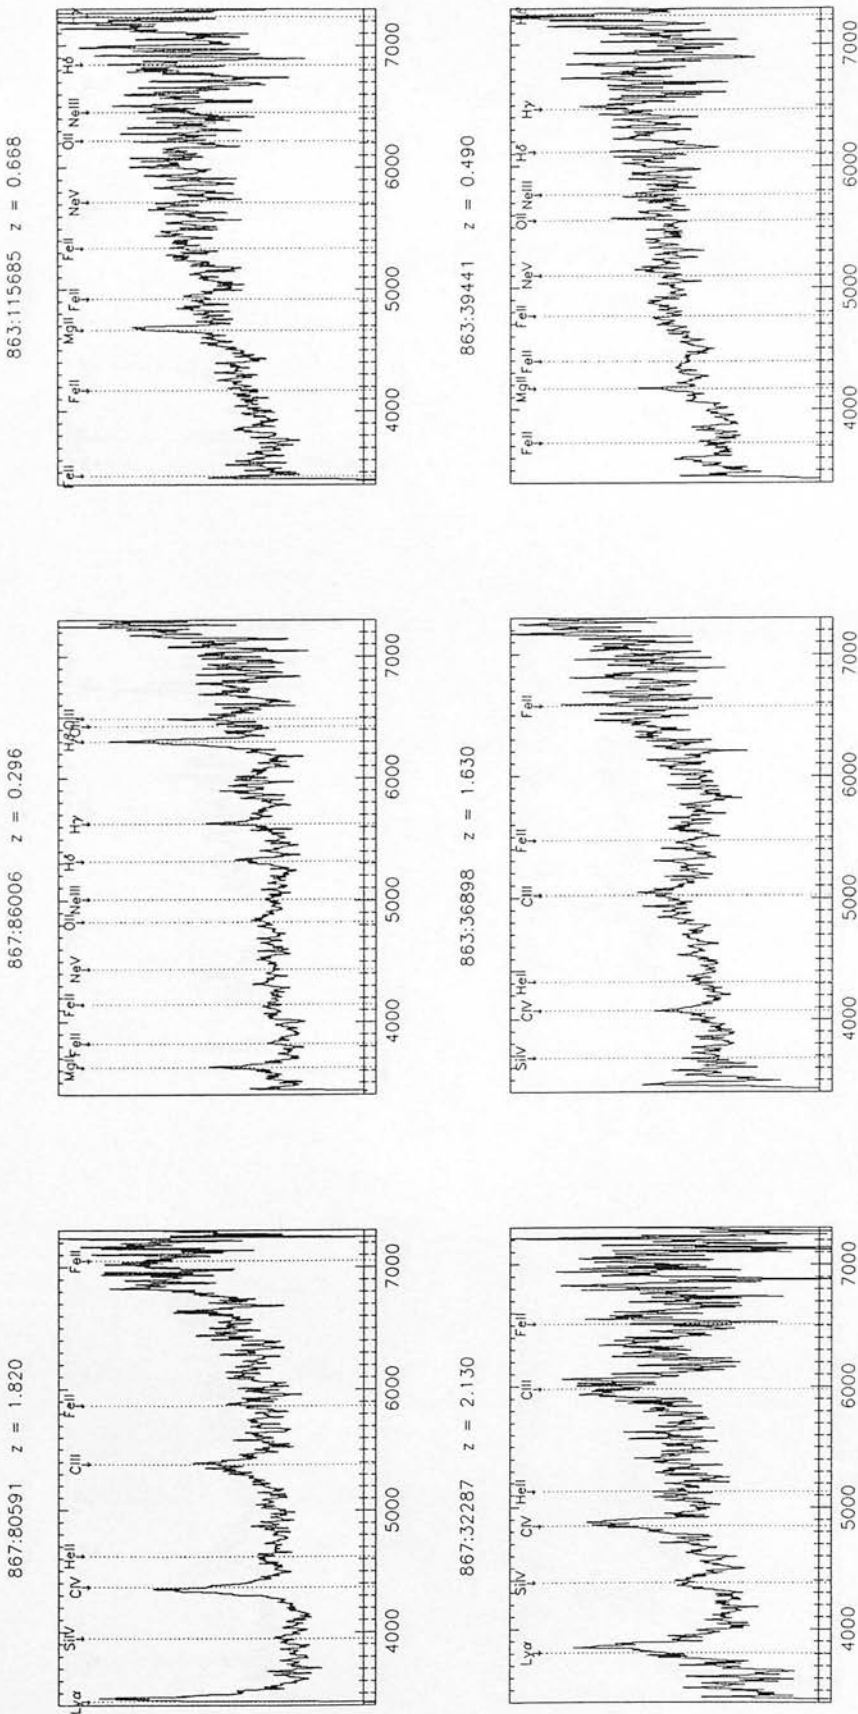 867:80591 z = 1.820
867:86006 z = 0.296
863:115685 z = 0.668
Lyα SiIV CIV HeII CIII FeII FeII
MgII FeII FeII NeV OII NeIII Hδ Hγ Hβ OIII
FeII FeII MgII FeII FeII NeV OII NeIII Hδ
4000 5000 6000 7000
4000 5000 6000 7000
4000 5000 6000 7000
867:32287 z = 2.130
863:36898 z = 1.630
863:39441 z = 0.490
Lyα SiIV CIV HeII CIII FeII
SiIV CIV HeII CIII FeII FeII
FeII MgII FeII FeII NeV OII NeIII Hδ Hγ
4000 5000 6000 7000
4000 5000 6000 7000
4000 5000 6000 7000